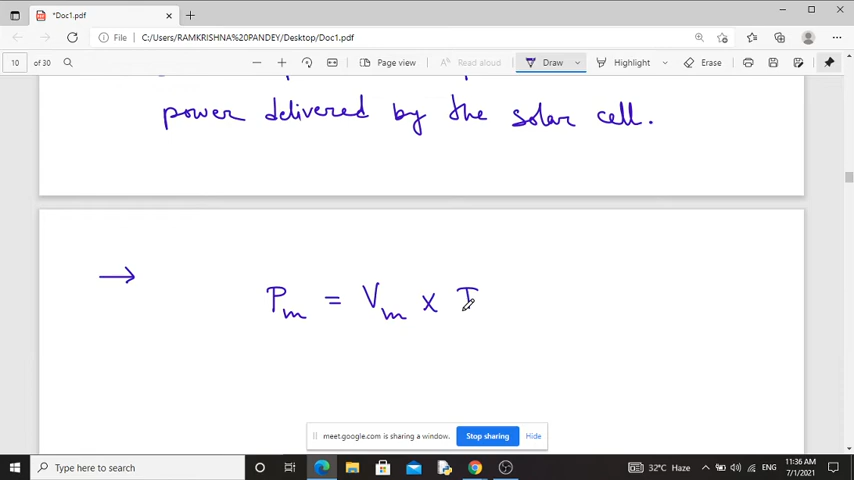 *Doc1.pdf
File C:/Users/RAMKRISHNA%20PANDEY/Desktop/Doc1.pdf
10 of 30 Page view Read aloud Draw Highlight Erase
power delivered by the solar cell.
→
Pm = Vm x I
meet.google.com is sharing a window. Stop sharing Hide
Type here to search 32°C Haze ENG 11:36 AM
7/1/2021